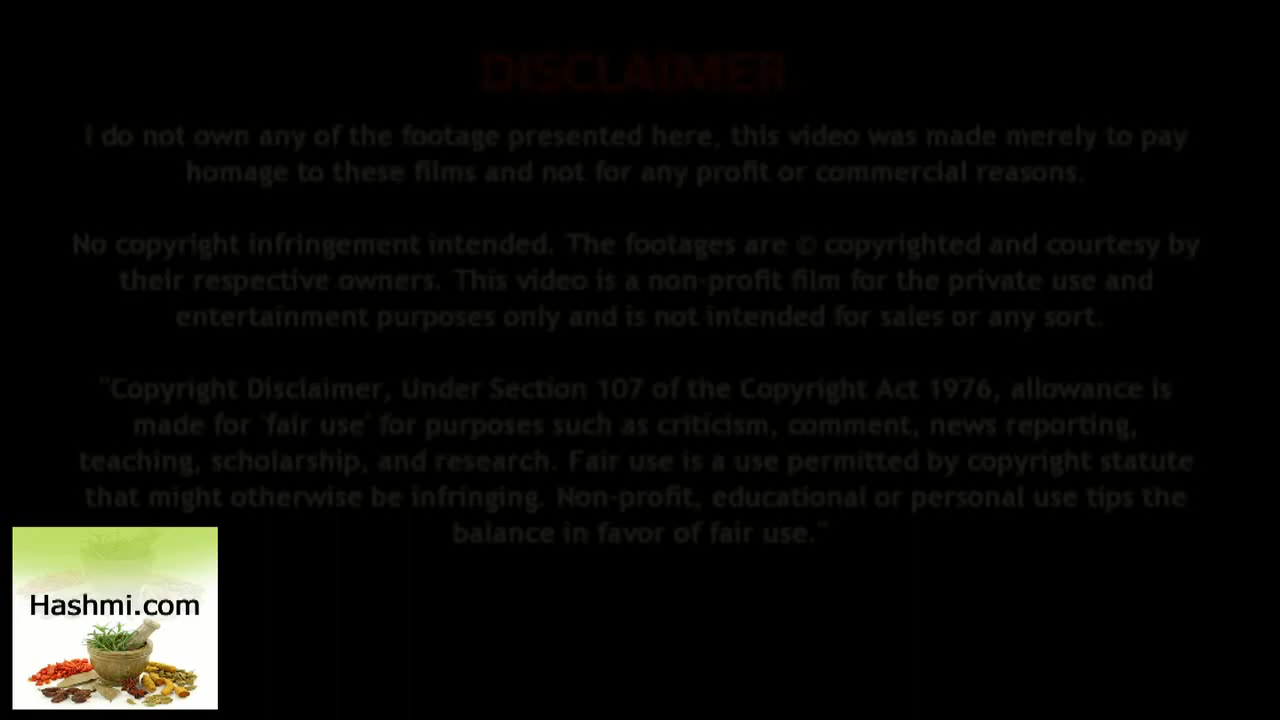 DISCLAIMER
I do not own any of the footage presented here, this video was made merely to pay
homage to these films and not for any profit or commercial reasons.
No copyright infringement intended. The footages are © copyrighted and courtesy by
their respective owners. This video is a non-profit film for the private use and
entertainment purposes only and is not intended for sales or any sort.
"Copyright Disclaimer, Under Section 107 of the Copyright Act 1976, allowance is
made for 'fair use' for purposes such as criticism, comment, news reporting,
teaching, scholarship, and research. Fair use is a use permitted by copyright statute
that might otherwise be infringing. Non-profit, educational or personal use tips the
balance in favor of fair use."
Hashmi.com